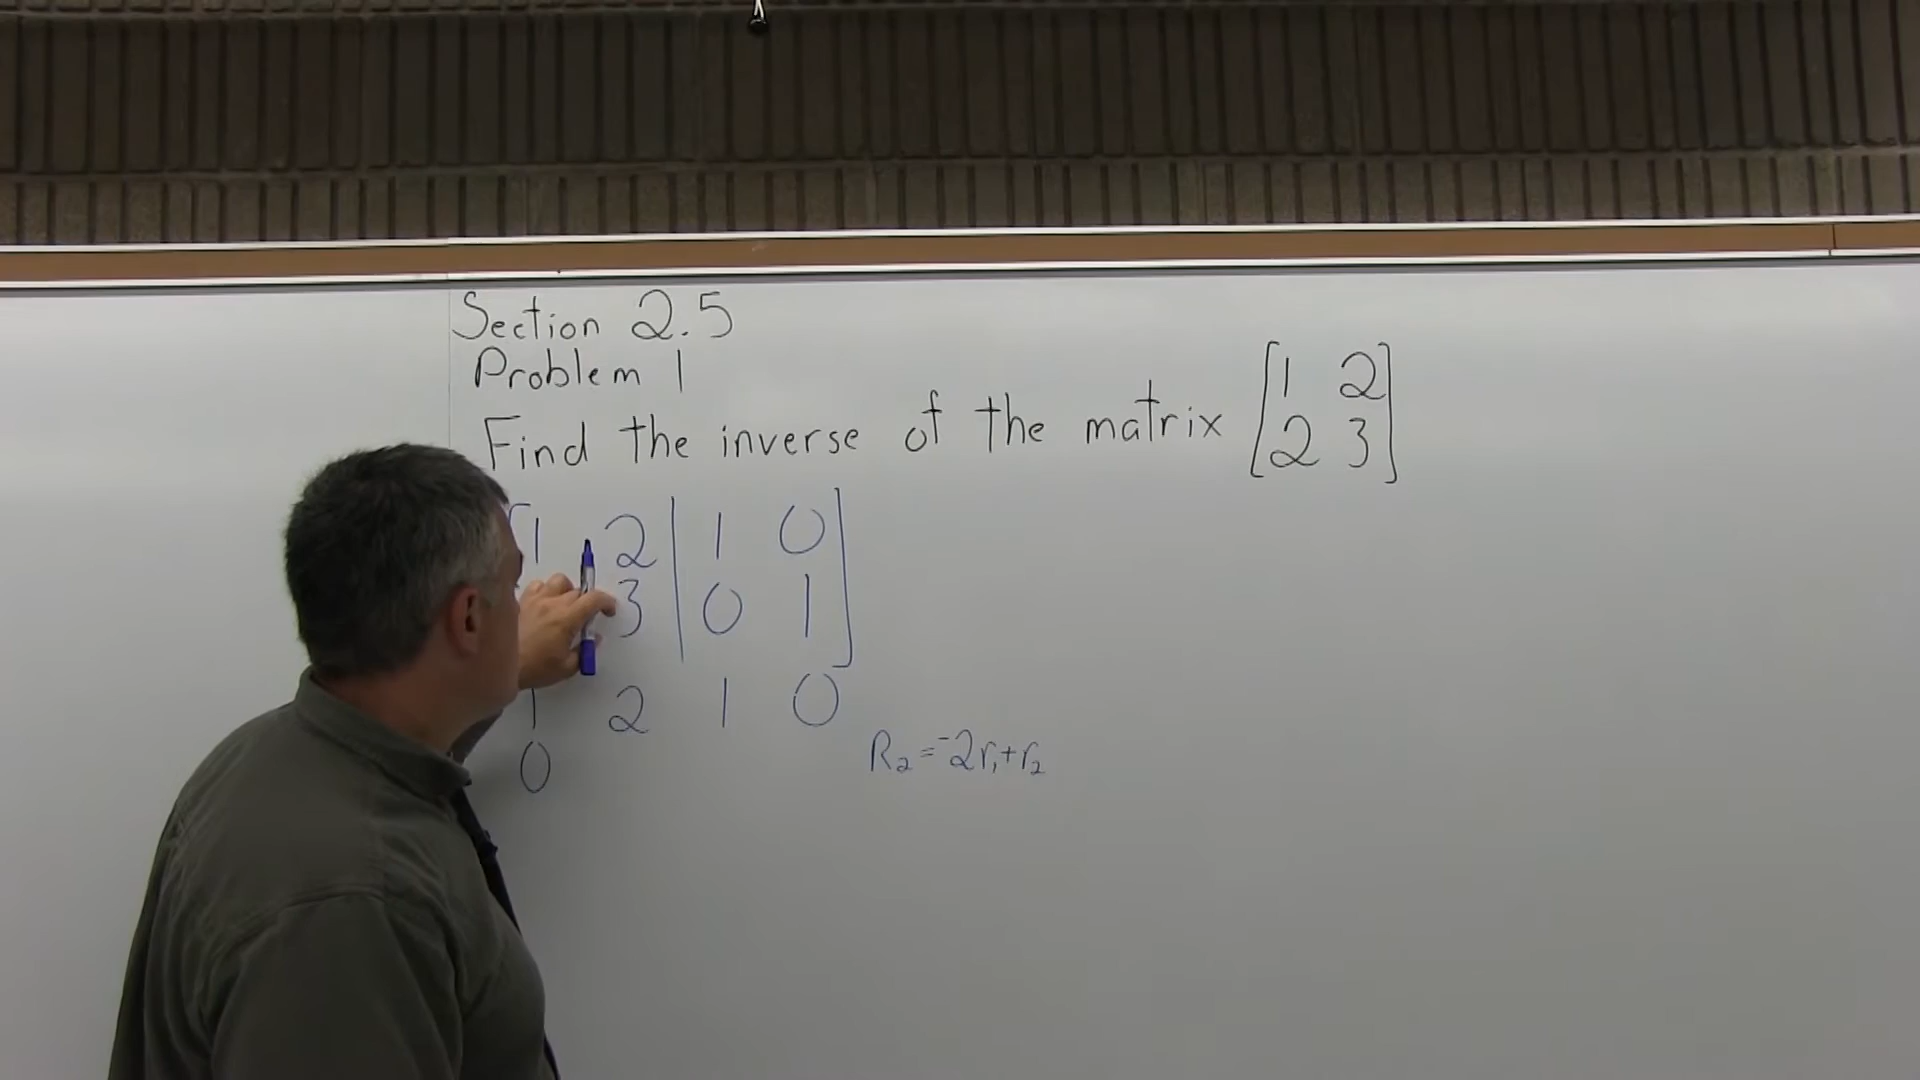 Section 2.5
Problem 1
Find the inverse of the matrix [1 2
2 3]
[1 2 | 1 0
3 | 0 1]
1 2 1 0
0 R₂ = ⁻2r₁+r₂